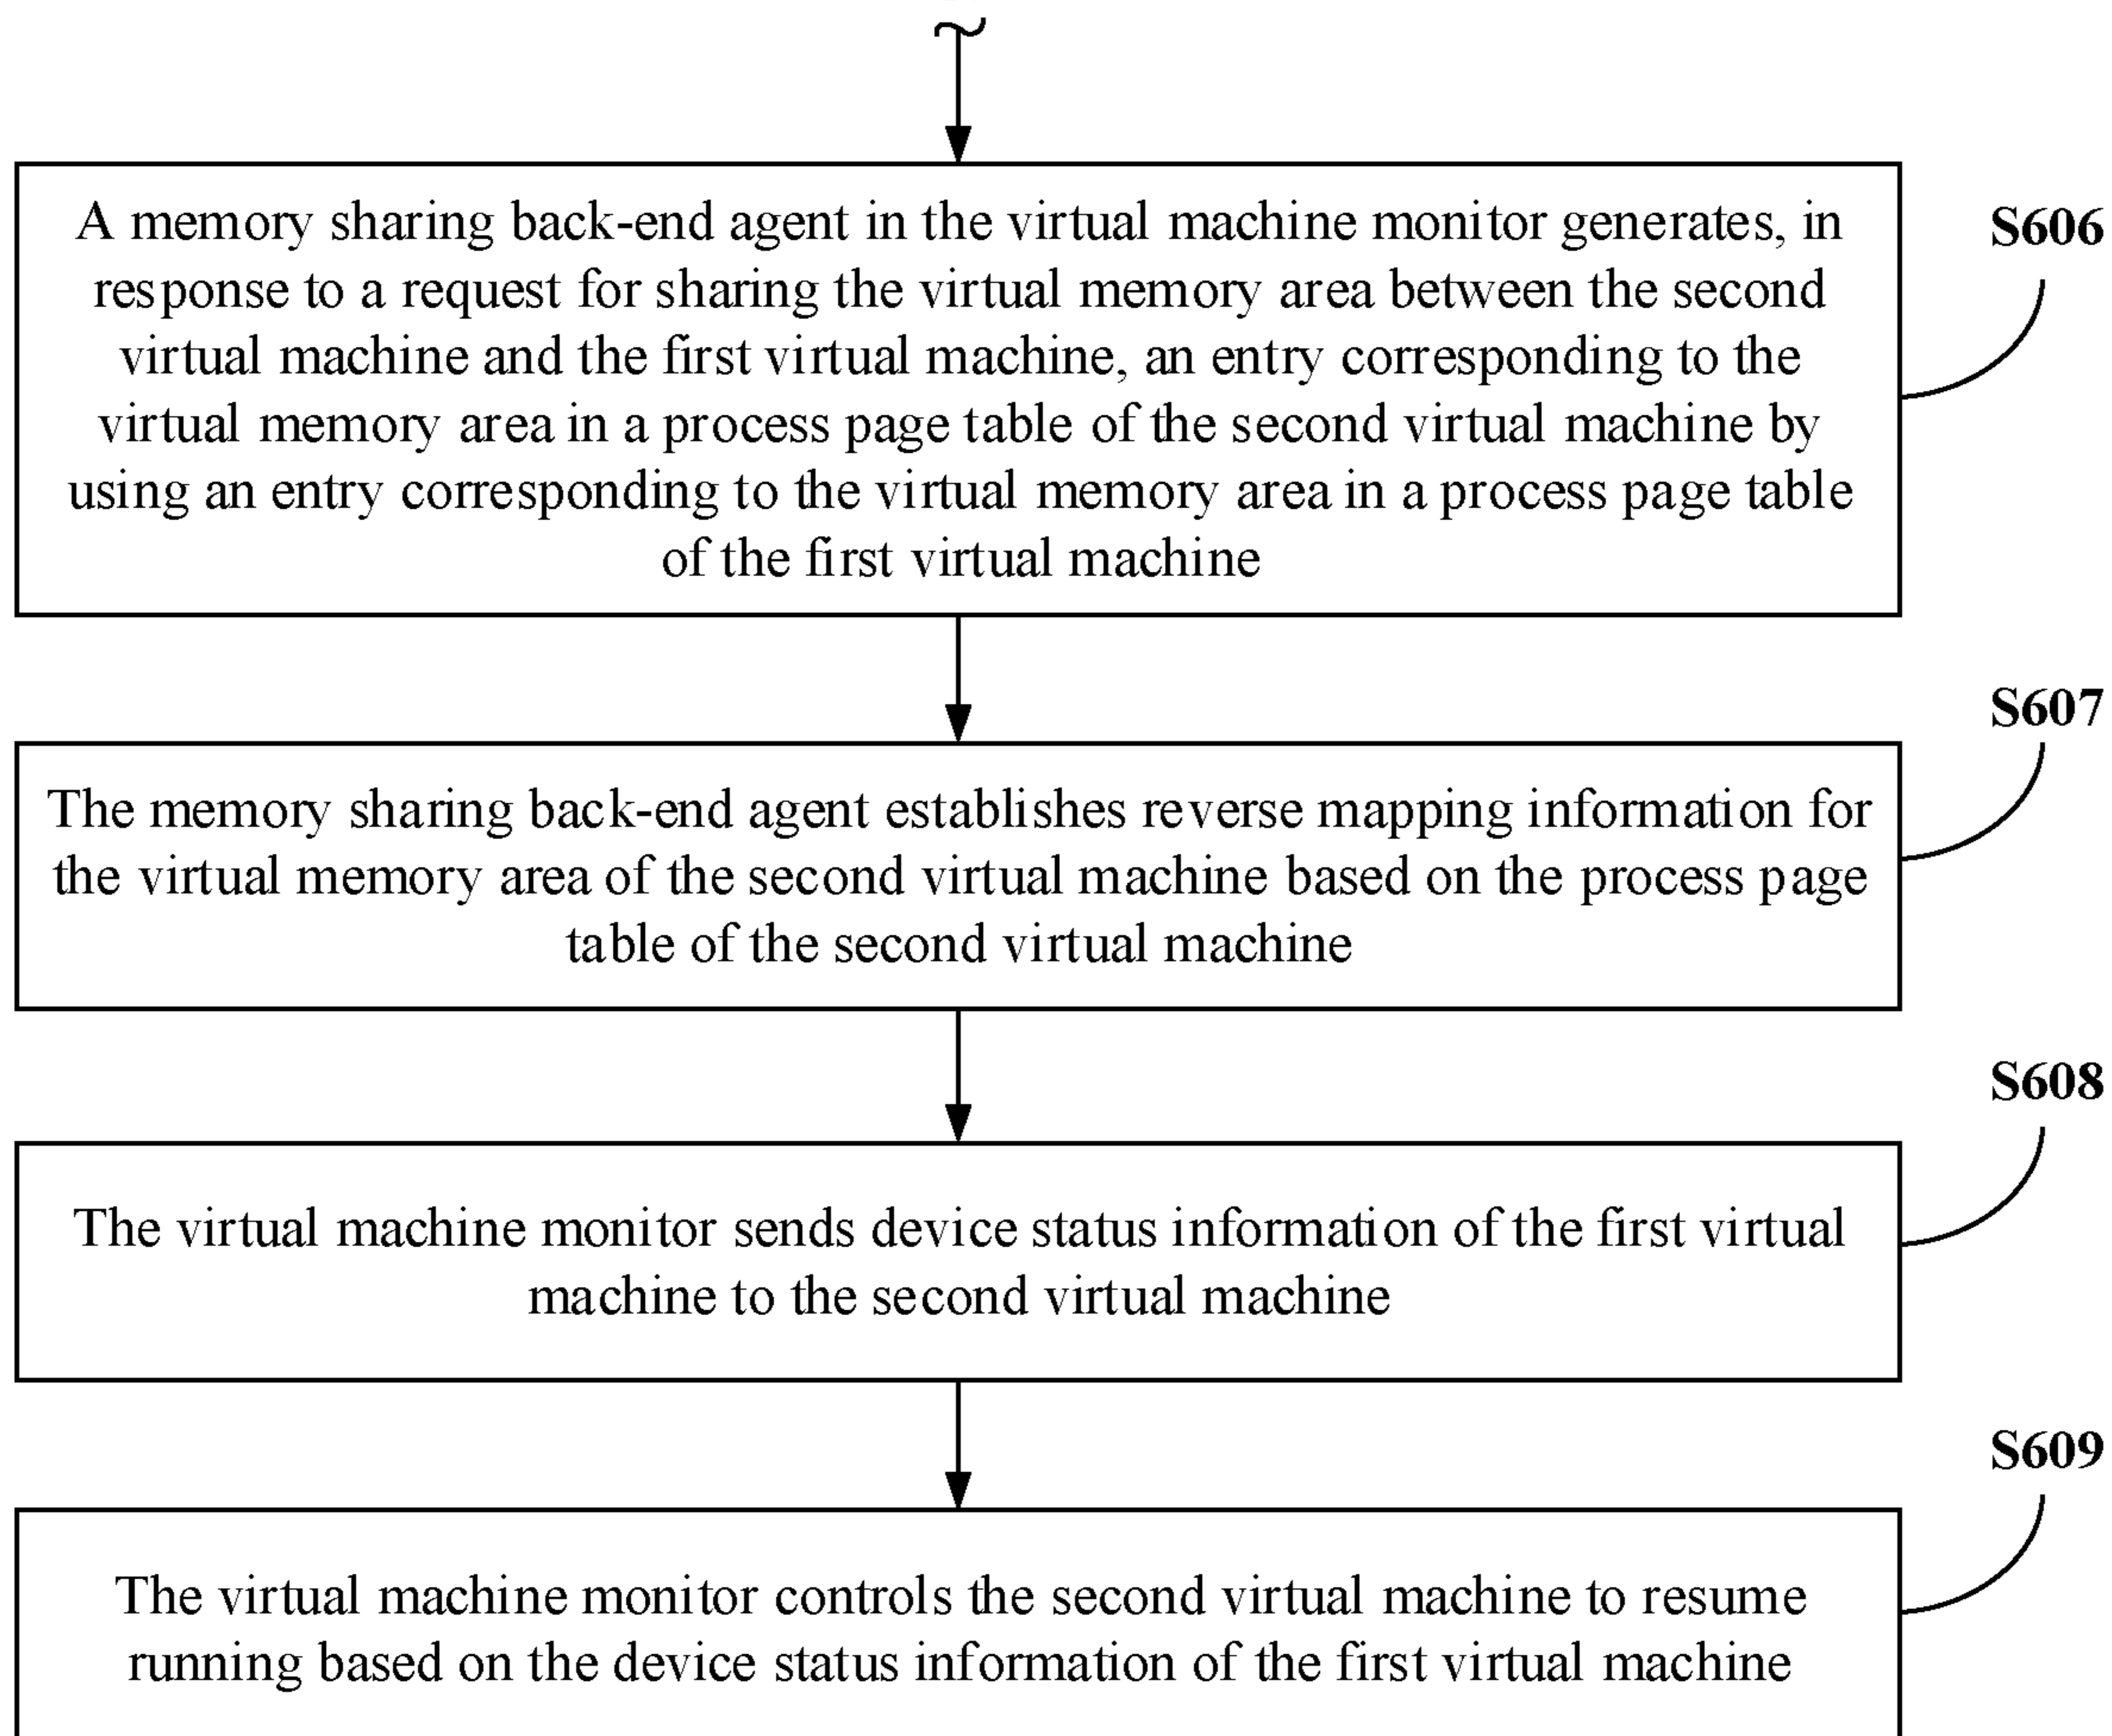 A memory sharing back-end agent in the virtual machine monitor generates, in
response to a request for sharing the virtual memory area between the second
virtual machine and the first virtual machine, an entry corresponding to the
virtual memory area in a process page table of the second virtual machine by
using an entry corresponding to the virtual memory area in a process page table
of the first virtual machine
S606
The memory sharing back-end agent establishes reverse mapping information for
the virtual memory area of the second virtual machine based on the process page
table of the second virtual machine
S607
The virtual machine monitor sends device status information of the first virtual
machine to the second virtual machine
S608
The virtual machine monitor controls the second virtual machine to resume
running based on the device status information of the first virtual machine
S609